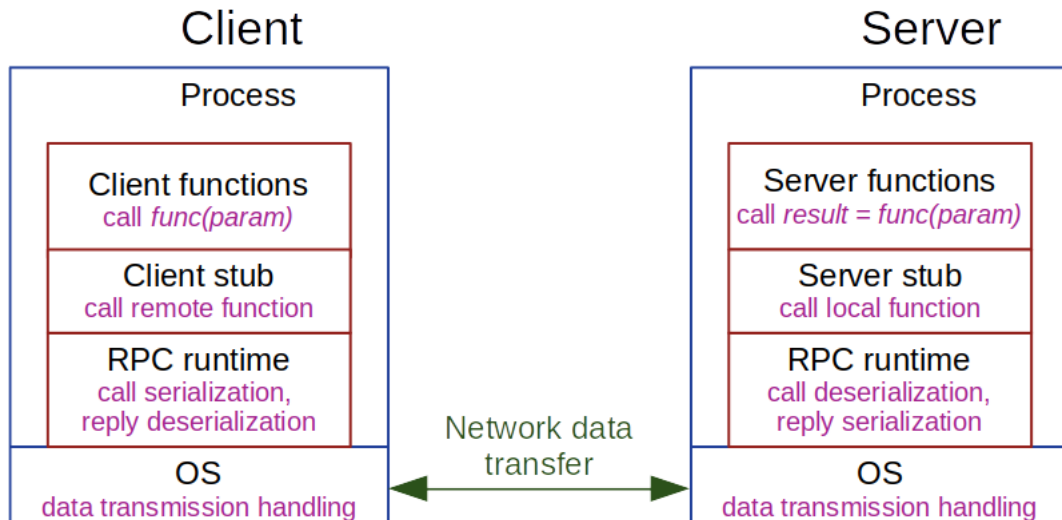 Client
Process
Client functions
call func(param)
Client stub
call remote function
RPC runtime
call serialization,
reply deserialization
OS
data transmission handling
Network data
transfer
Server
Process
Server functions
call result = func(param)
Server stub
call local function
RPC runtime
call deserialization,
reply serialization
OS
data transmission handling